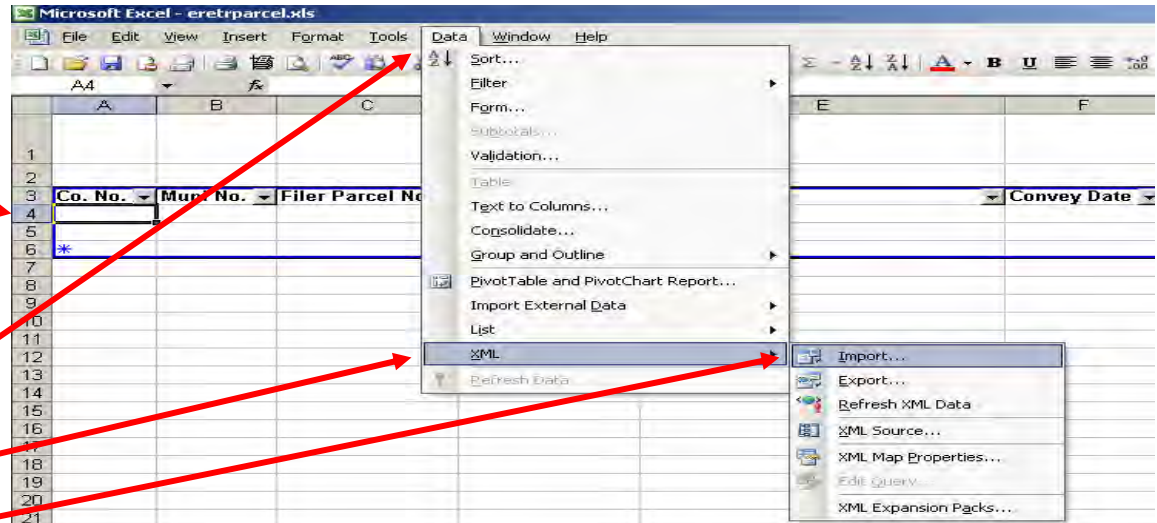 Microsoft Excel - eretrparcel.xls
File Edit View Insert Format Tools Data Window Help
A4 fx
A B C E F
Sort...
Filter
Form...
Subtotals...
Validation...
Table
Text to Columns...
Consolidate...
Group and Outline
PivotTable and PivotChart Report...
Import External Data
List
XML
Refresh Data
Import...
Export...
Refresh XML Data
XML Source...
XML Map Properties...
Edit Query...
XML Expansion Packs...
1
2
3 Co. No. Muni No. Filer Parcel No Convey Date
4
5
6 *
7
8
9
10
11
12
13
14
15
16
17
18
19
20
21